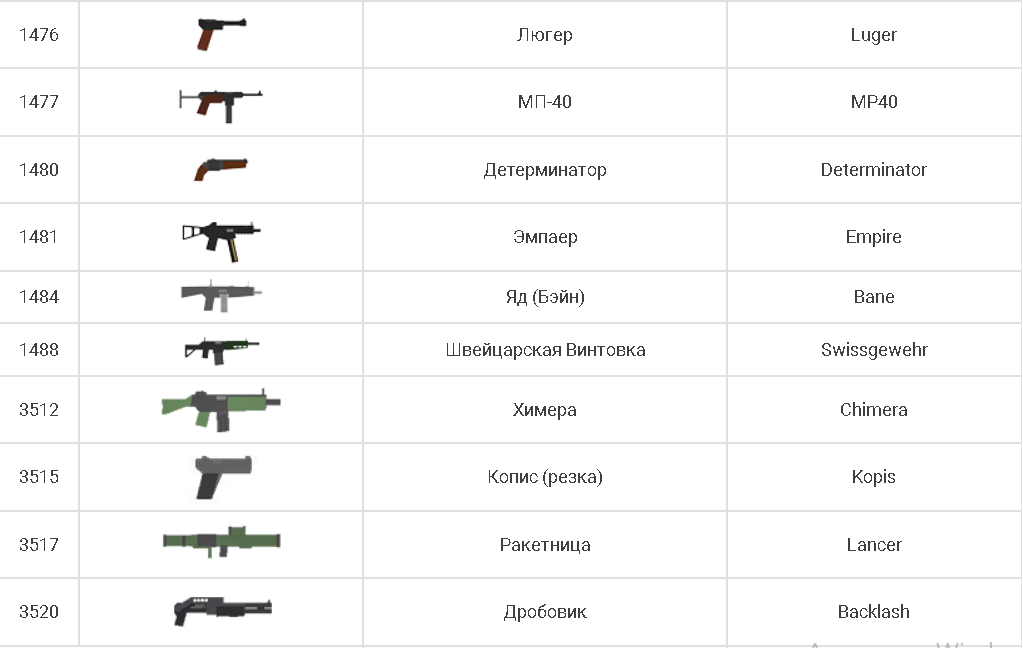 1476 Люгер Luger
1477 МП-40 MP40
1480 Детерминатор Determinator
1481 Эмпаер Empire
1484 Яд (Бэйн) Bane
1488 Швейцарская Винтовка Swissgewehr
3512 Химера Chimera
3515 Копис (резка) Kopis
3517 Ракетница Lancer
3520 Дробовик Backlash